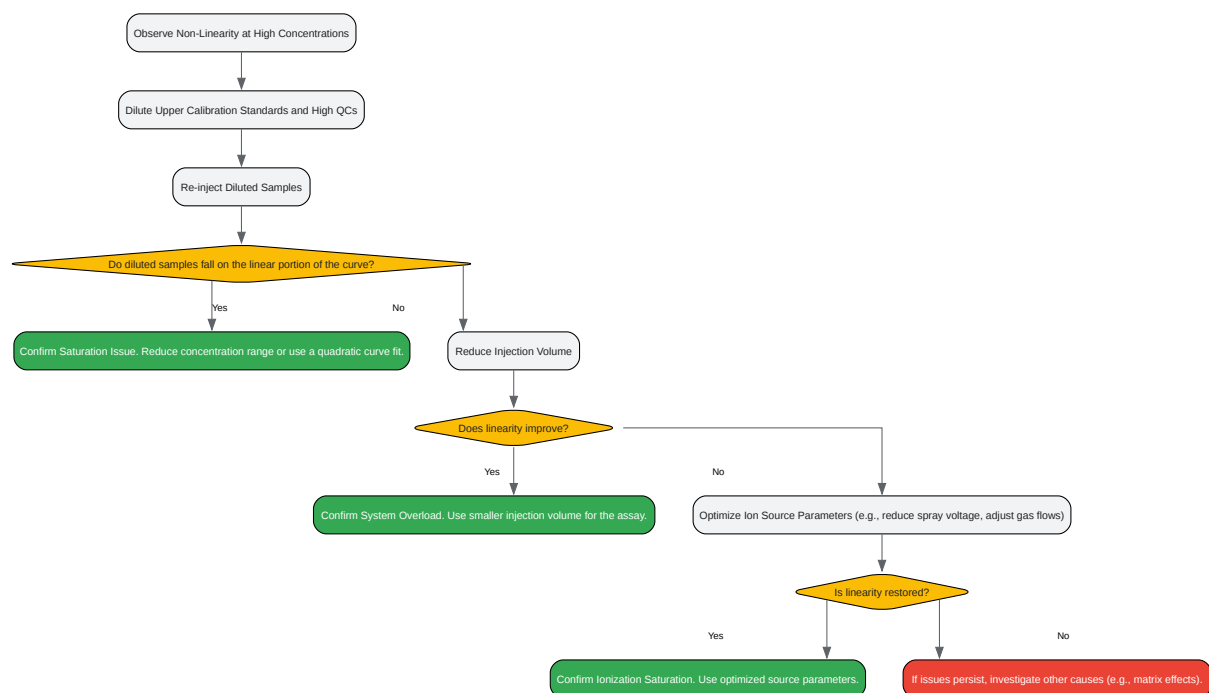 Observe Non-Linearity at High Concentrations
Dilute Upper Calibration Standards and High QCs
Re-inject Diluted Samples
Do diluted samples fall on the linear portion of the curve?
Yes
No
Confirm Saturation Issue. Reduce concentration range or use a quadratic curve fit.
Reduce Injection Volume
Does linearity improve?
Yes
No
Confirm System Overload. Use smaller injection volume for the assay.
Optimize Ion Source Parameters (e.g., reduce spray voltage, adjust gas flows)
Is linearity restored?
Yes
No
Confirm Ionization Saturation. Use optimized source parameters.
If issues persist, investigate other causes (e.g., matrix effects).